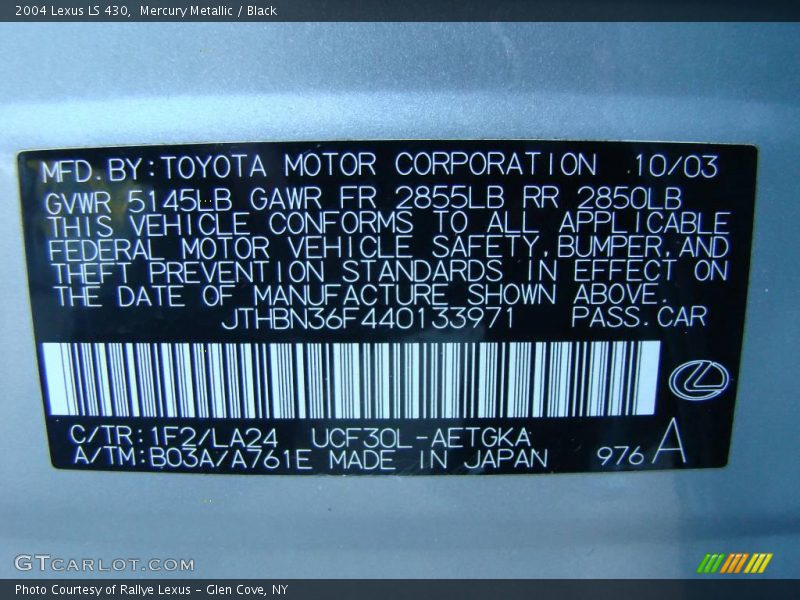 2004 Lexus LS 430,  Mercury Metallic / Black
MFD.BY:TOYOTA MOTOR CORPORATION 10/03
GVWR 5145LB GAWR FR 2855LB RR 2850LB
THIS VEHICLE CONFORMS TO ALL APPLICABLE
FEDERAL MOTOR VEHICLE SAFETY,BUMPER,AND
THEFT PREVENTION STANDARDS IN EFFECT ON
THE DATE OF MANUFACTURE SHOWN ABOVE.
JTHBN36F440133971 PASS.CAR
C/TR:1F2/LA24 UCF30L-AETGKA
A/TM:B03A/A761E MADE IN JAPAN 976 A
GTCARLOT.COM
Photo Courtesy of Rallye Lexus - Glen Cove, NY